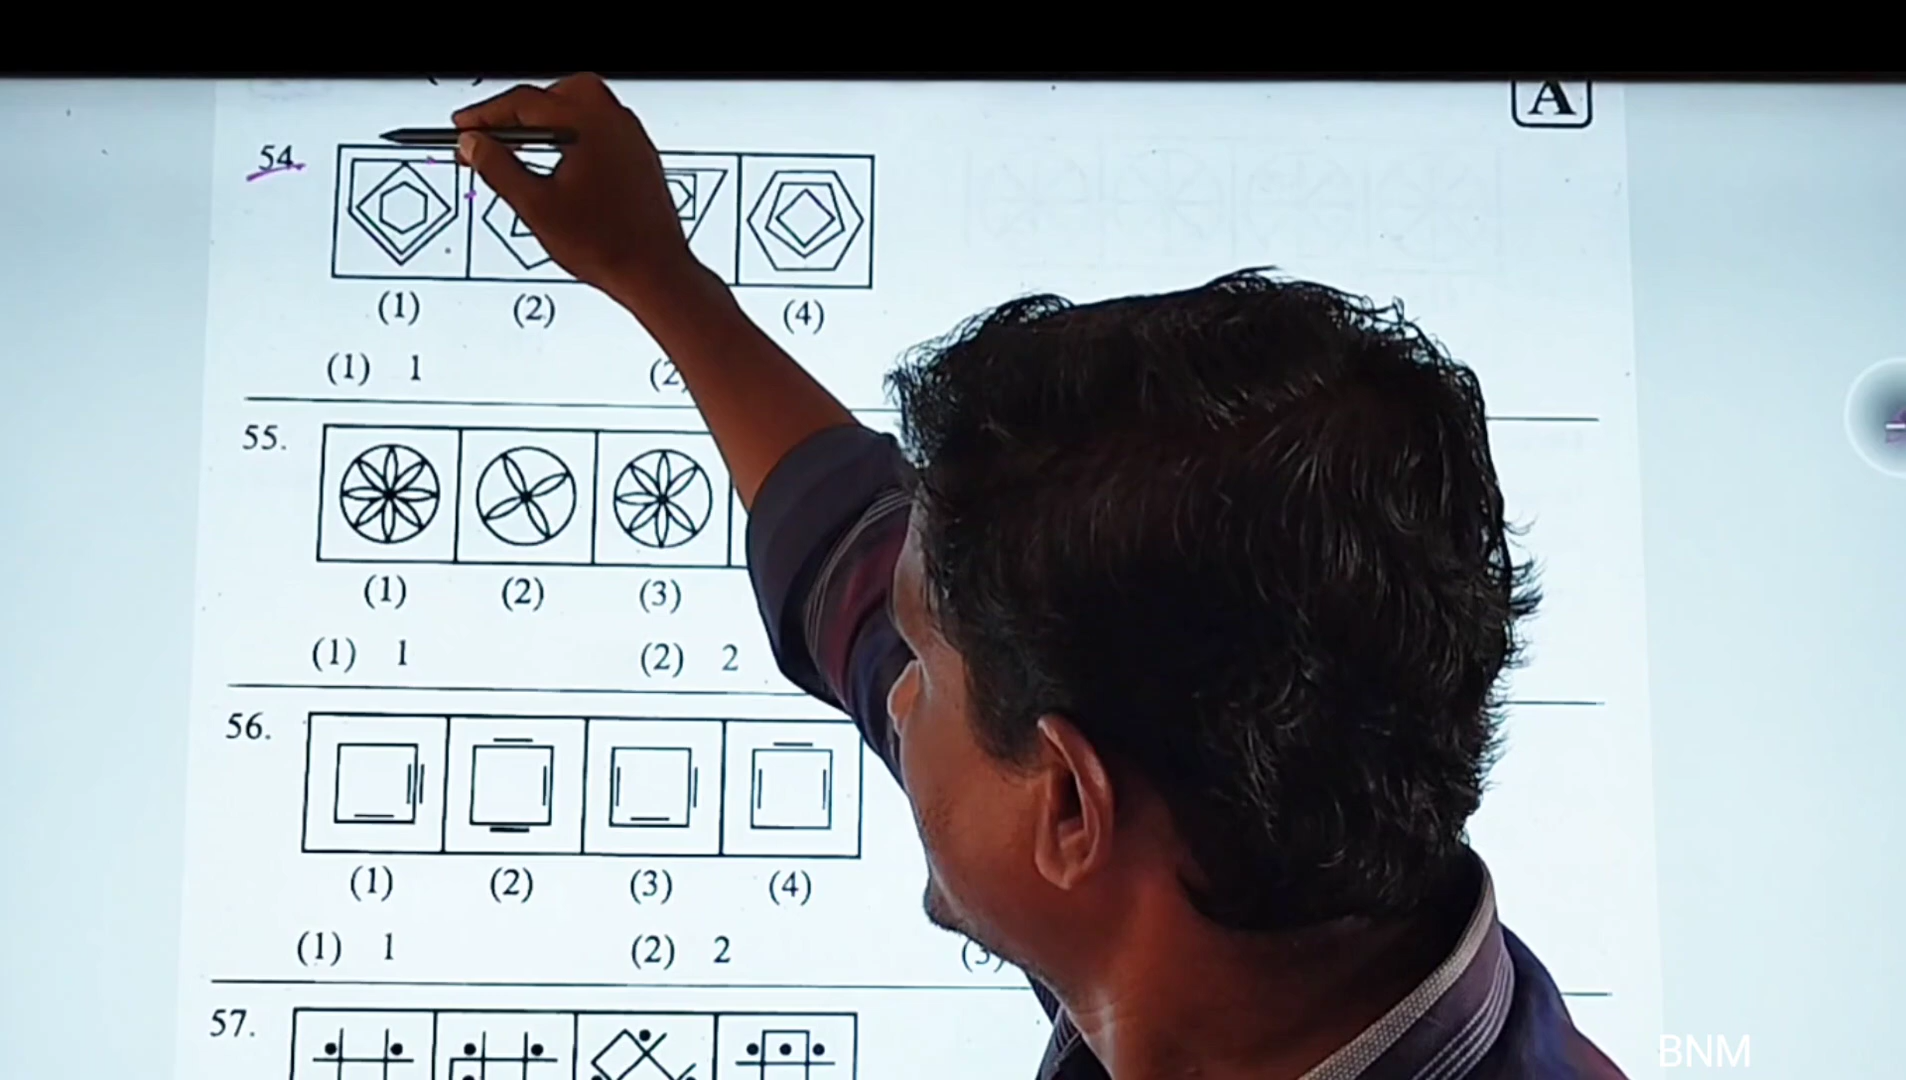 A
54.
(1) (2) (4)
(1) 1 (2)
55.
(1) (2) (3)
(1) 1 (2) 2
56.
(1) (2) (3) (4)
(1) 1 (2) 2 (3)
57.
BNM